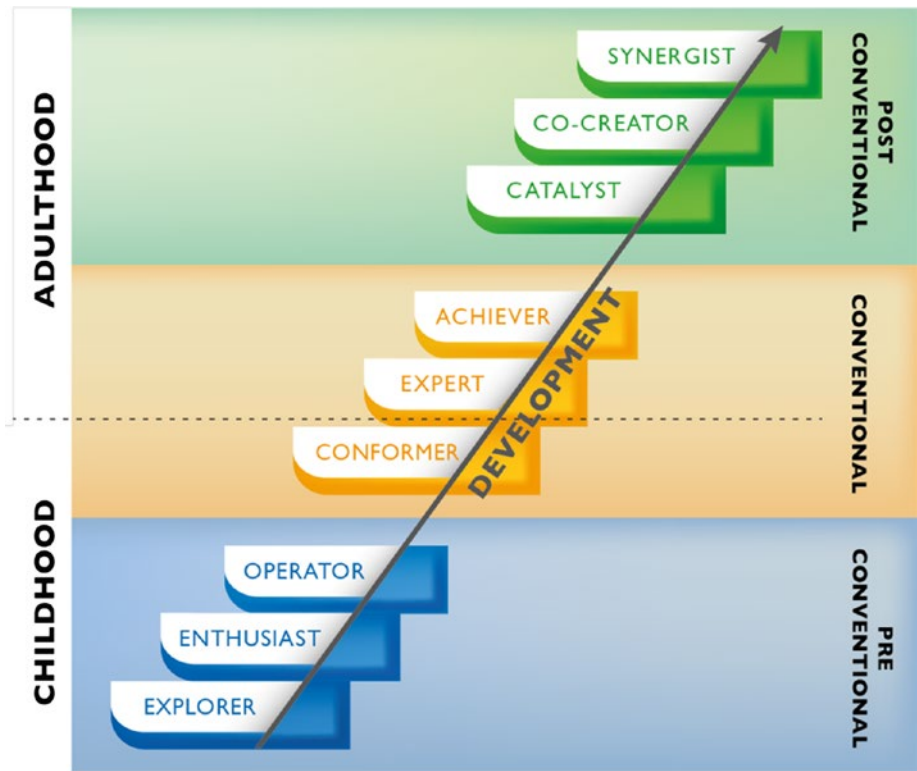 SYNERGIST
CO-CREATOR
CATALYST
POST
CONVENTIONAL
ADULTHOOD
ACHIEVER
EXPERT
CONFORMER
DEVELOPMENT
CONVENTIONAL
OPERATOR
ENTHUSIAST
EXPLORER
PRE
CONVENTIONAL
CHILDHOOD